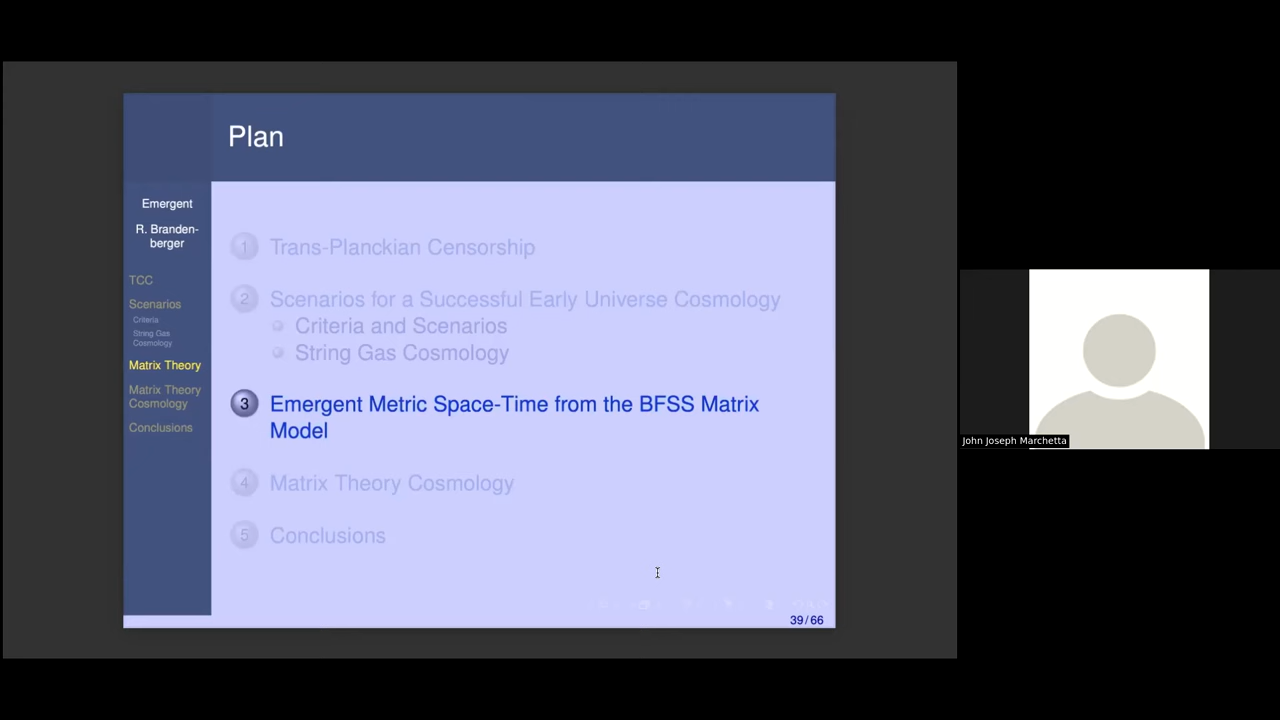 Plan
Emergent
R. Branden-
berger
TCC
Scenarios
Criteria
String Gas
Cosmology
Matrix Theory
Matrix Theory
Cosmology
Conclusions
1 Trans-Planckian Censorship
2 Scenarios for a Successful Early Universe Cosmology
Criteria and Scenarios
String Gas Cosmology
3 Emergent Metric Space-Time from the BFSS Matrix
Model
4 Matrix Theory Cosmology
5 Conclusions
39/66
John Joseph Marchetta